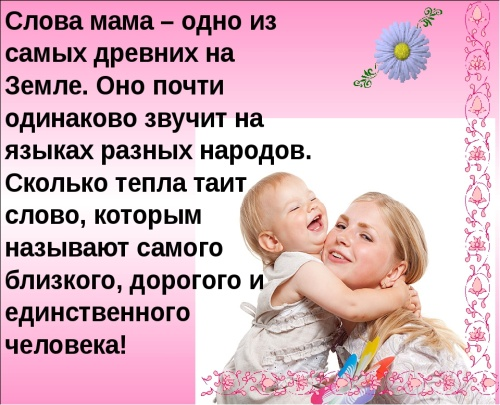 Слова мама – одно из
самых древних на
Земле. Оно почти
одинаково звучит на
языках разных народов.
Сколько тепла таит
слово, которым
называют самого
близкого, дорогого и
единственного
человека!